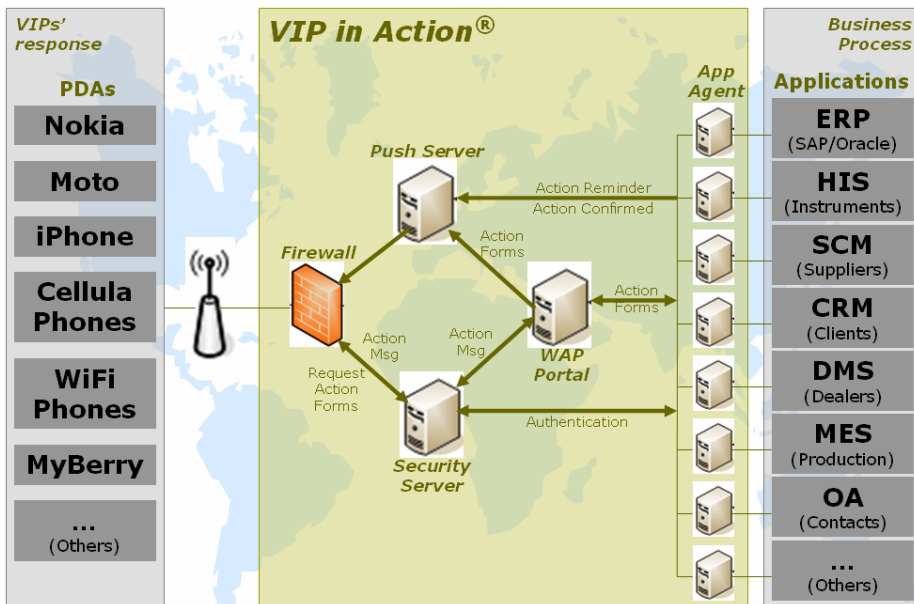 VIPs'
response
PDAs
Nokia
Moto
iPhone
Cellula
Phones
WiFi
Phones
MyBerry
...
(Others)
VIP in Action®
Push Server
Firewall
Action Reminder
Action Confirmed
Action
Forms
Action
Forms
WAP
Portal
Action
Msg
Action
Msg
Request
Action
Forms
Authentication
Security
Server
App
Agent
Business
Process
Applications
ERP
(SAP/Oracle)
HIS
(Instruments)
SCM
(Suppliers)
CRM
(Clients)
DMS
(Dealers)
MES
(Production)
OA
(Contacts)
...
(Others)